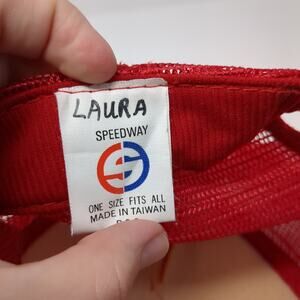 LAURA
SPEEDWAY
ONE SIZE FITS ALL
MADE IN TAIWAN